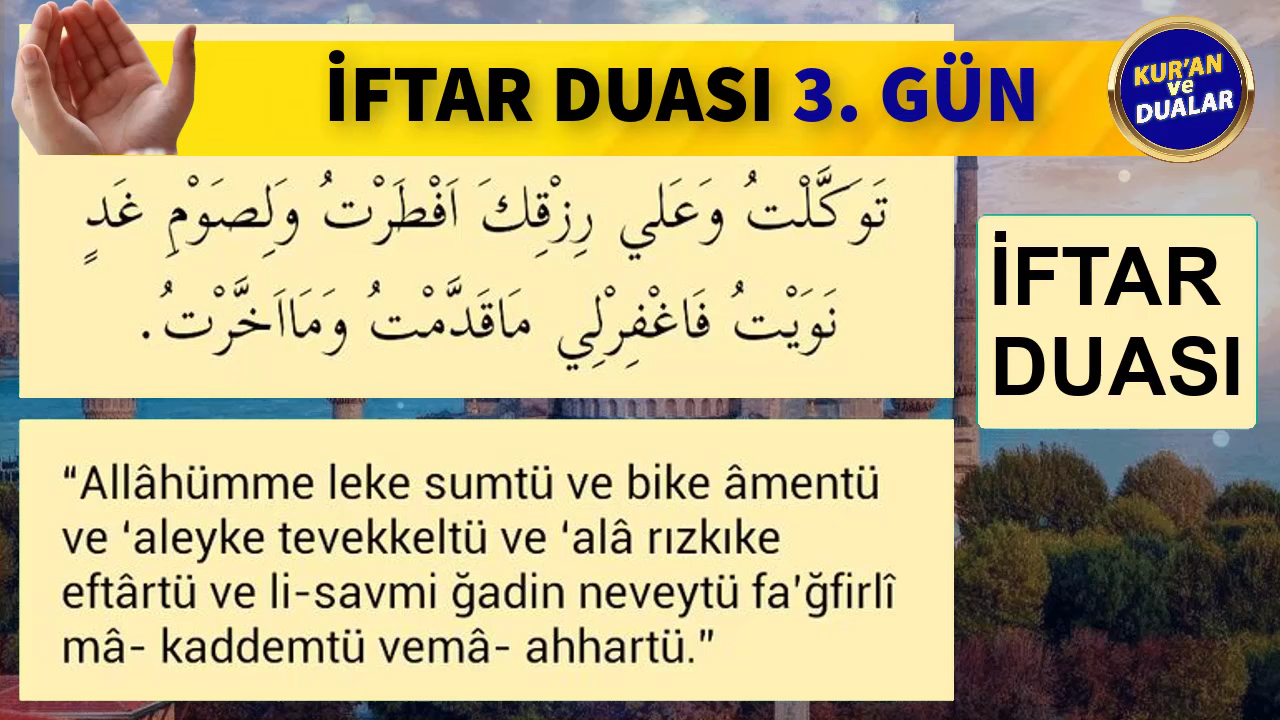 İFTAR DUASI 3. GÜN
KUR'AN
ve
DUALAR
تَوَكَّلْتُ وَعَلَي رِزْقِكَ اَفْطَرْتُ وَلِصَوْمِ غَدٍ
نَوَيْتُ فَاغْفِرْلِي مَاقَدَّمْتُ وَمَااَخَّرْتُ.
İFTAR
DUASI
“Allâhümme leke sumtü ve bike âmentü
ve ‘aleyke tevekkeltü ve ‘alâ rızkıke
eftârtü ve li-savmi ğadin neveytü fa'ğfirlî
mâ- kaddemtü vemâ- ahhartü.”